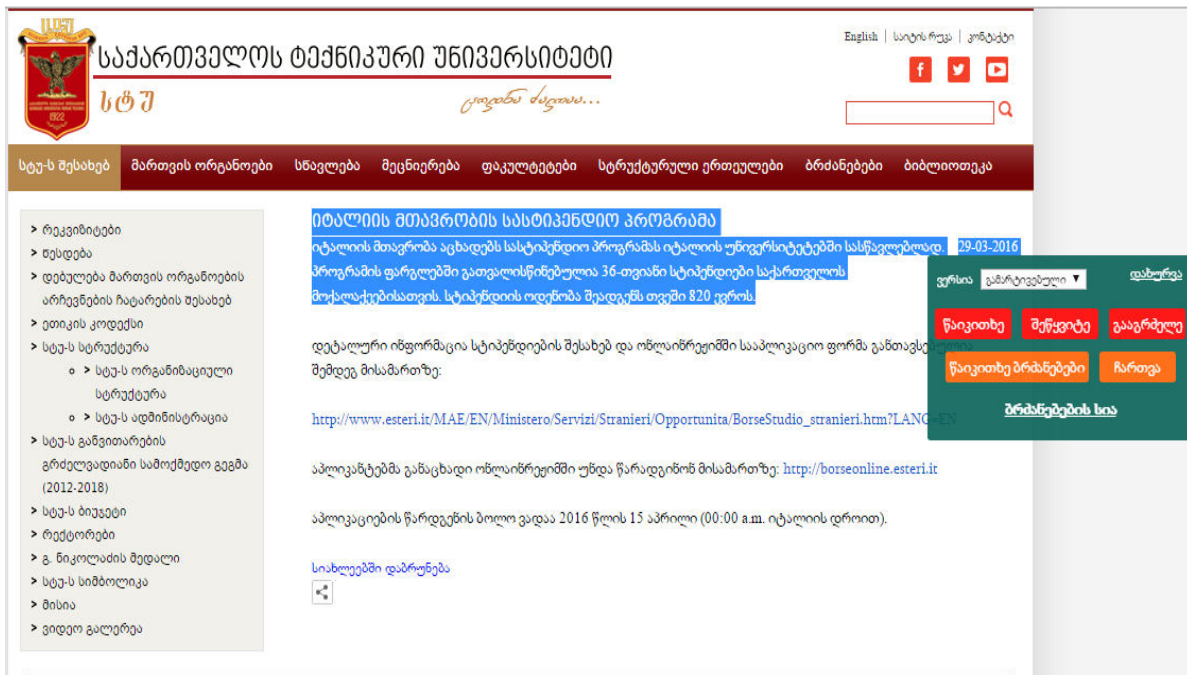 English | საიტის რუკა | კონტაქტი
საქართველოს ტექნიკური უნივერსიტეტი
სტუ
ცოდნა ძალაა...
1922
სტუ-ს შესახებ მართვის ორგანოები სწავლება მეცნიერება ფაკულტეტები სტრუქტურული ერთეულები ბრძანებები ბიბლიოთეკა
> რეკვიზიტები
> წესდება
> დებულება მართვის ორგანოების
არჩევნების ჩატარების შესახებ
> ეთიკის კოდექსი
> სტუ-ს სტრუქტურა
> სტუ-ს ორგანიზაციული
სტრუქტურა
> სტუ-ს ადმინისტრაცია
> სტუ-ს განვითარების
გრძელვადიანი სამოქმედო გეგმა
(2012-2018)
> სტუ-ს ბიუჯეტი
> რექტორები
> გ. ნიკოლაძის მედალი
> სტუ-ს სიმბოლიკა
> მისია
> ვიდეო გალერეა
იტალიის მთავრობის სასტიპენდიო პროგრამა
იტალიის მთავრობა აცხადებს სასტიპენდიო პროგრამას იტალიის უნივერსიტეტებში სასწავლებლად. 29-03-2016
პროგრამის ფარგლებში გათვალისწინებულია 36-თვიანი სტიპენდიები საქართველოს
მოქალაქეებისათვის. სტიპენდიის ოდენობა შეადგენს თვეში 820 ევროს.
დეტალური ინფორმაცია სტიპენდიების შესახებ და ონლაინრეჟიმში სააპლიკაციო ფორმა განთავსებულია
შემდეგ მისამართზე:
http://www.esteri.it/MAE/EN/Ministero/Servizi/Stranieri/Opportunita/BorseStudio_stranieri.htm?LANG=EN
აპლიკანტებმა განაცხადი ონლაინრეჟიმში უნდა წარადგინონ მისამართზე: http://borseonline.esteri.it
აპლიკაციების წარდგენის ბოლო ვადაა 2016 წლის 15 აპრილი (00:00 a.m. იტალიის დროით).
სიახლეებში დაბრუნება
ვერსია გამარტივებული დახურვა
წაიკითხე შეწყვიტე გააგრძელე
წაიკითხე ბრძანებები ჩართვა
ბრძანებების სია